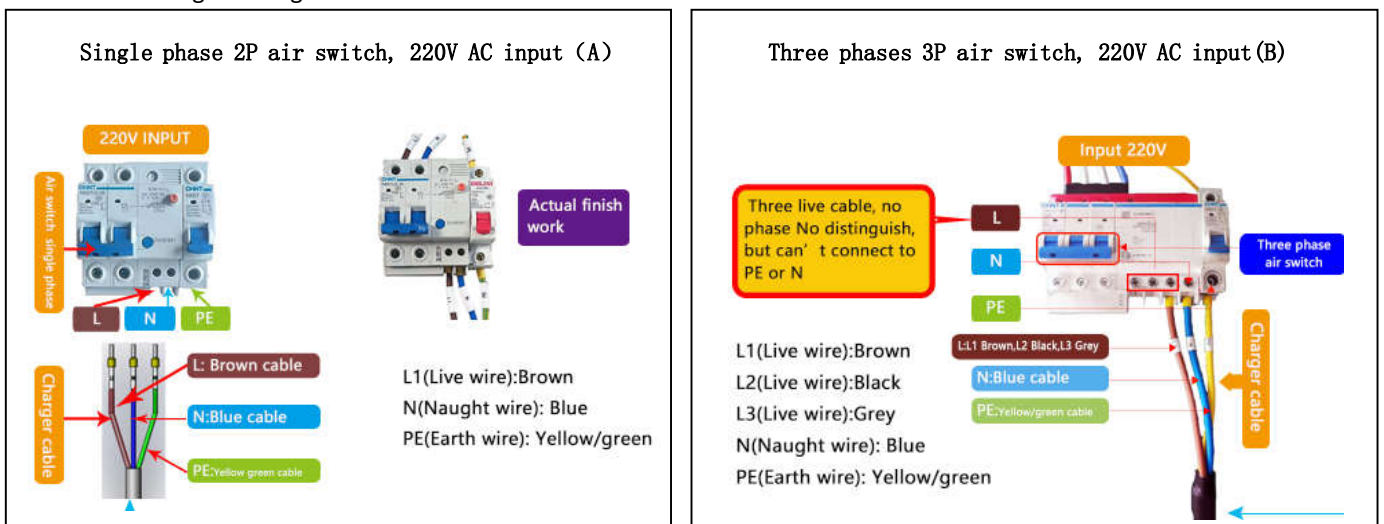 Single phase 2P air switch, 220V AC input (A)
220V INPUT
Air switch single phase
L
N
PE
Actual finish
work
Charger cable
L: Brown cable
N:Blue cable
PE:Yellow green cable
L1(Live wire):Brown
N(Naught wire): Blue
PE(Earth wire): Yellow/green
Three phases 3P air switch, 220V AC input(B)
Input 220V
Three live cable, no
phase No distinguish,
but can’t connect to
PE or N
L
N
PE
Three phase
air switch
L:L1 Brown,L2 Black,L3 Grey
N:Blue cable
PE:Yellow/green cable
Charger cable
L1(Live wire):Brown
L2(Live wire):Black
L3(Live wire):Grey
N(Naught wire): Blue
PE(Earth wire): Yellow/green